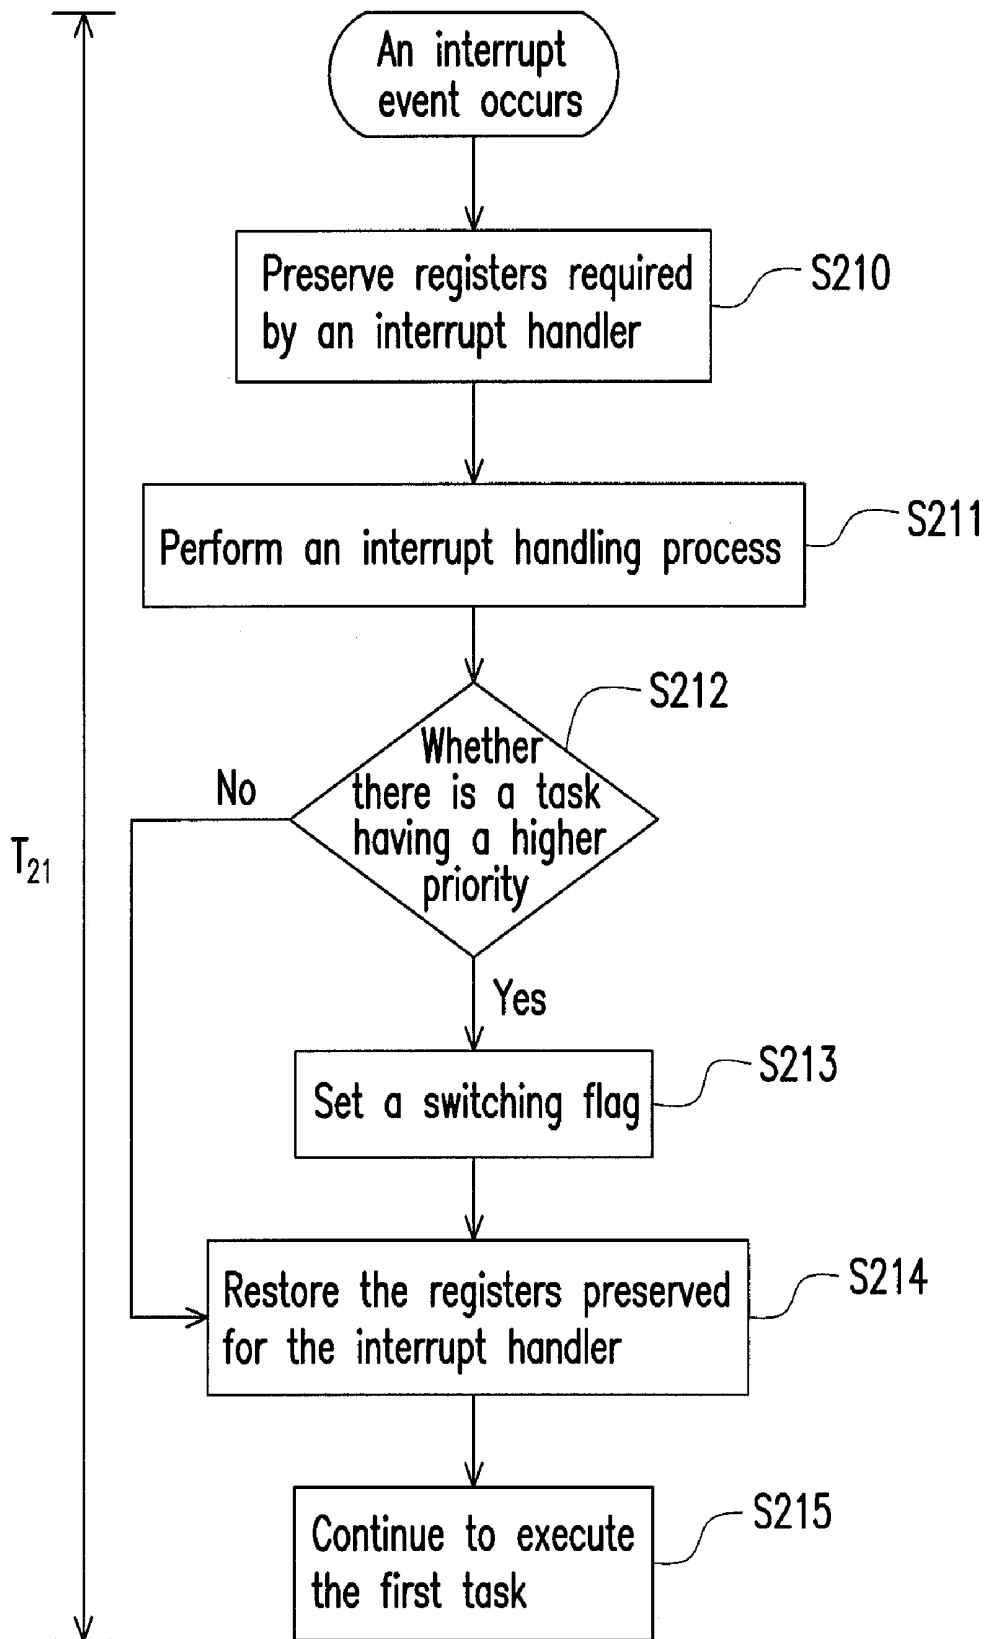 An interrupt
event occurs
Preserve registers required
by an interrupt handler
S210
Perform an interrupt handling process
S211
S212
Whether
there is a task
having a higher
priority
No
T21
Yes
Set a switching flag
S213
Restore the registers preserved
for the interrupt handler
S214
Continue to execute
the first task
S215